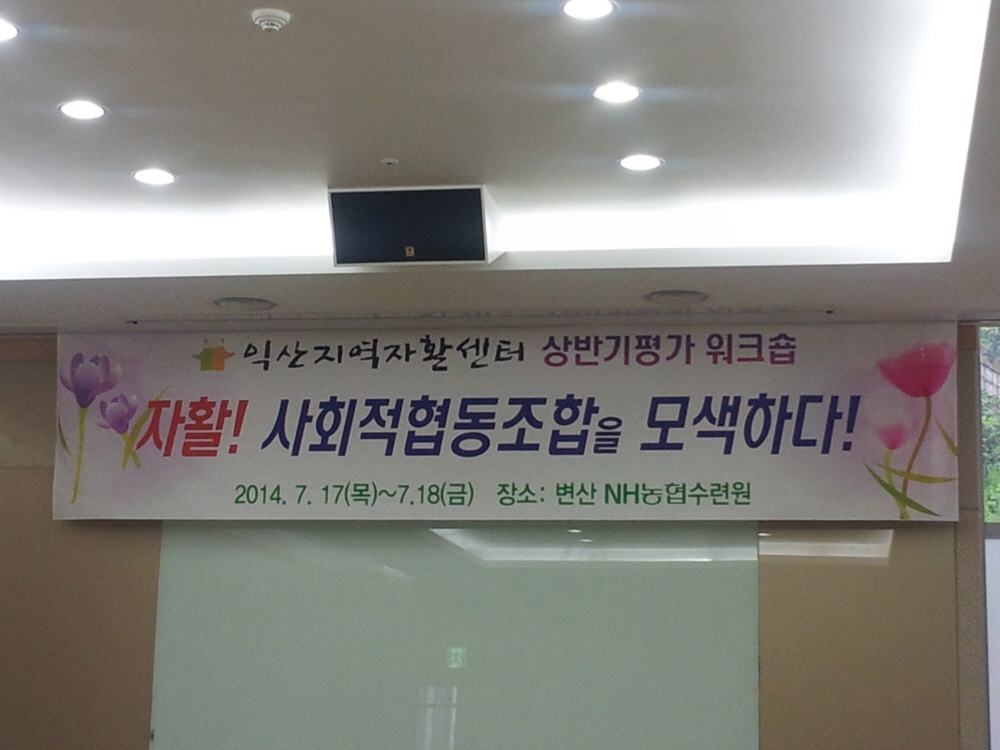 익산지역자활센터 상반기평가 워크숍
자활! 사회적협동조합을 모색하다!
2014. 7. 17(목)~7.18(금) 장소: 변산 NH농협수련원